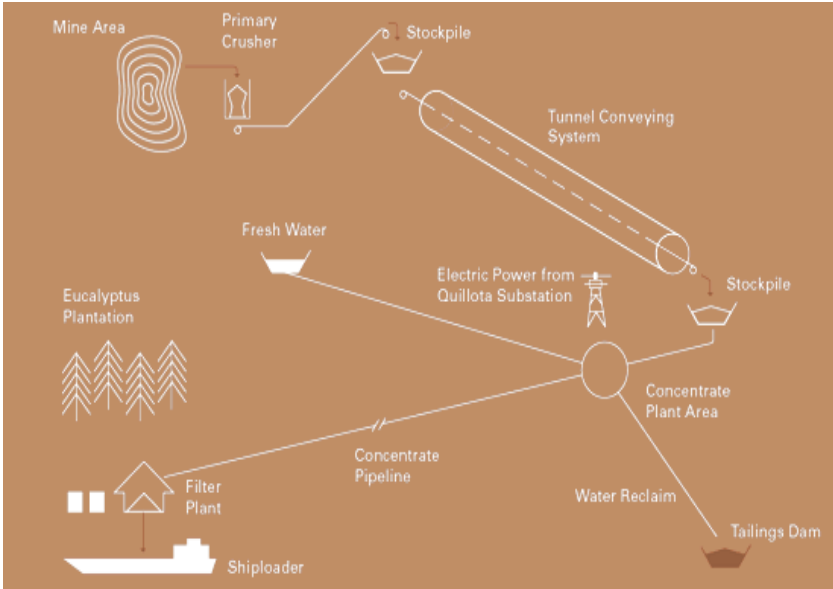 Mine Area
Primary
Crusher
Stockpile
Tunnel Conveying
System
Fresh Water
Electric Power from
Quillota Substation
Stockpile
Eucalyptus
Plantation
Concentrate
Plant Area
Concentrate
Pipeline
Filter
Plant
Water Reclaim
Tailings Dam
Shiploader